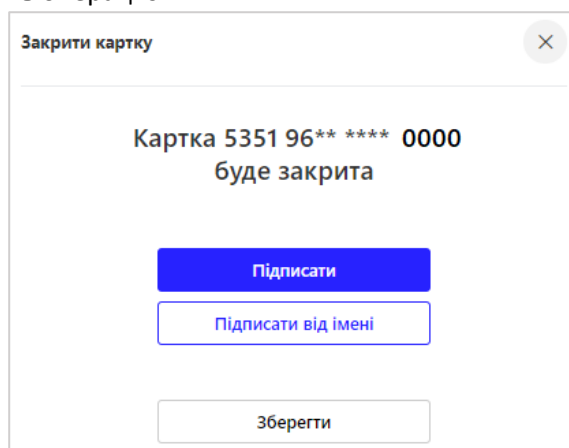 Закрити картку
Картка 5351 96** **** 0000
буде закрита
Підписати
Підписати від імені
Зберегти